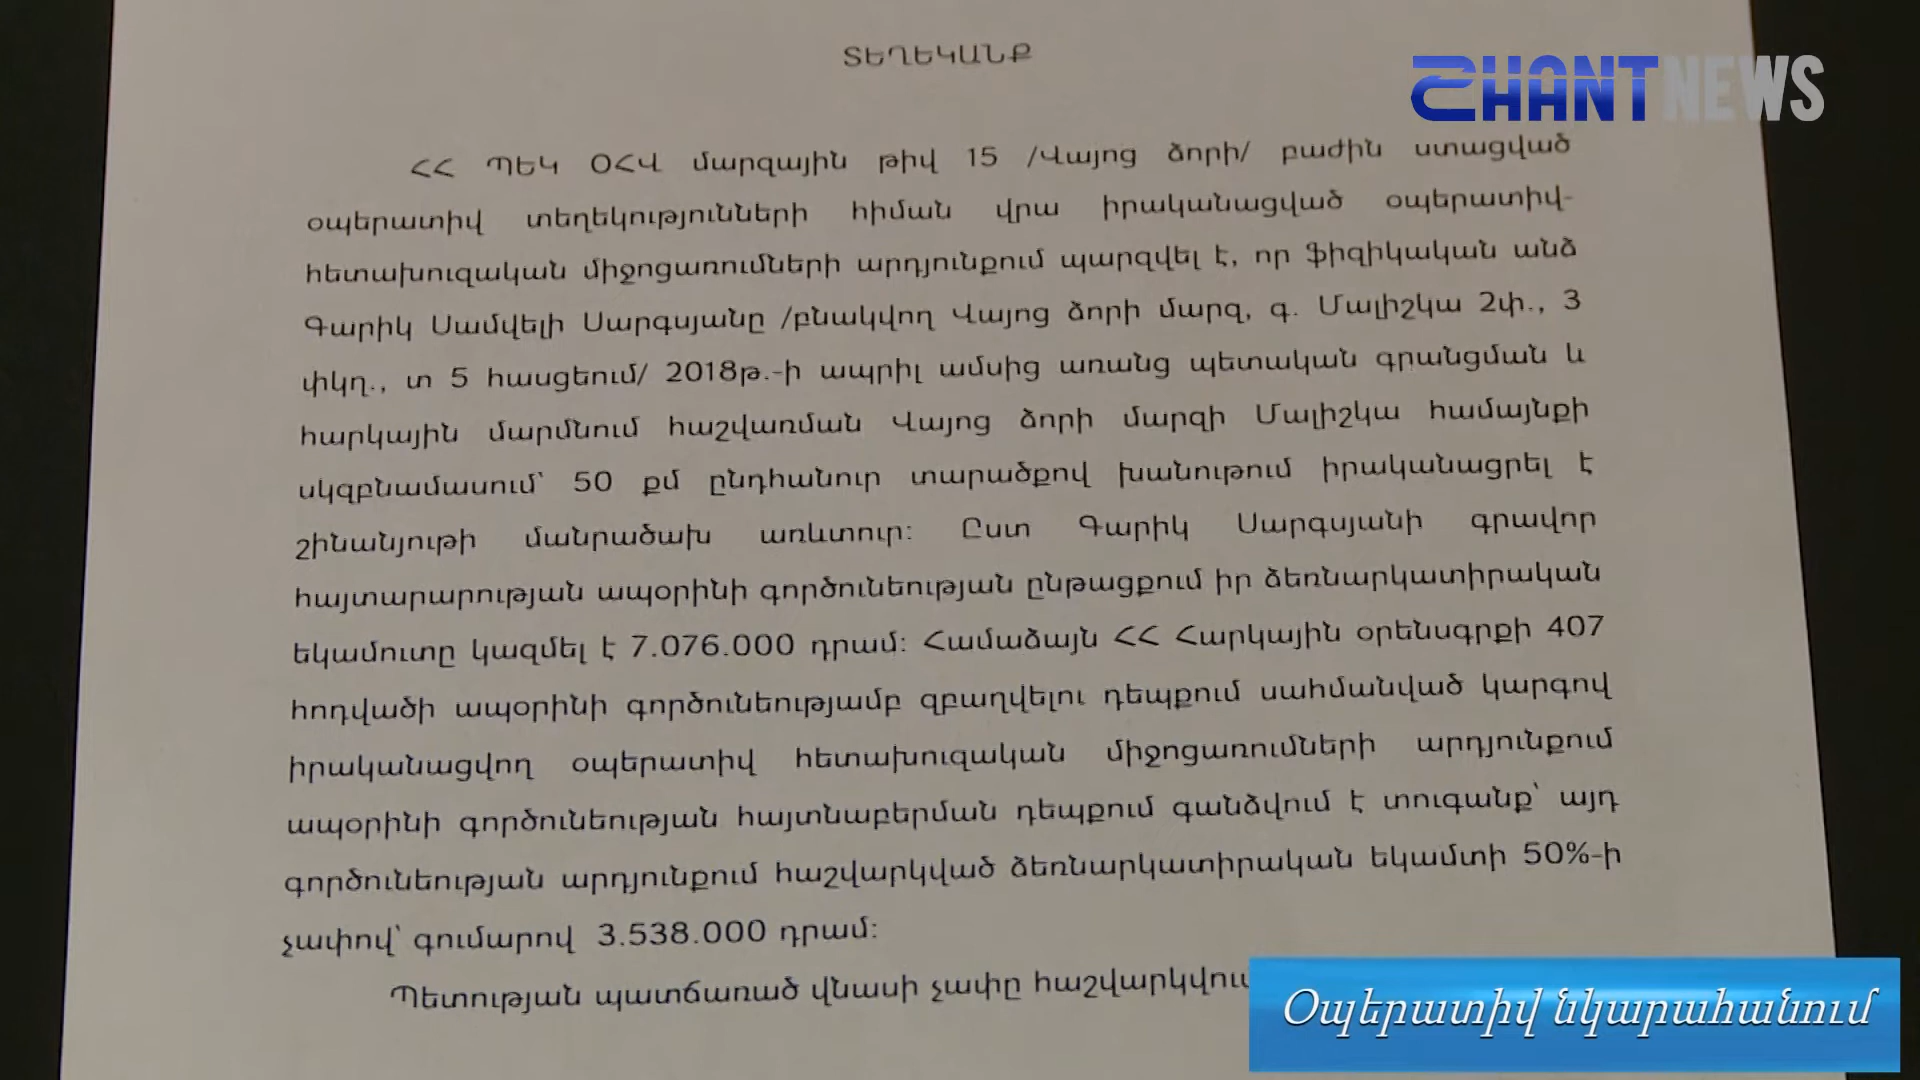 ՏԵՂԵԿԱՆՔ
SHANTNEWS
ՀՀ ՊԵԿ ՕՀՎ մարզային թիվ 15 /Վայոց ձորի/ բաժին ստացված
օպերատիվ տեղեկությունների հիման վրա իրականացված օպերատիվ-
հետախուզական միջոցառումների արդյունքում պարզվել է, որ ֆիզիկական անձ
Գարիկ Սամվելի Սարգսյանը /բնակվող Վայոց ձորի մարզ, գ. Մալիշկա 2փ., 3
փկղ., տ 5 հասցեում/ 2018թ.-ի ապրիլ ամսից առանց պետական գրանցման և
հարկային մարմնում հաշվառման Վայոց ձորի մարզի Մալիշկա համայնքի
սկզբնամասում՝ 50 քմ ընդհանուր տարածքով խանութում իրականացրել է
շինանյութի մանրածախ առևտուր։ Ըստ Գարիկ Սարգսյանի գրավոր
հայտարարության ապօրինի գործունեության ընթացքում իր ձեռնարկատիրական
եկամուտը կազմել է 7.076.000 դրամ։ Համաձայն ՀՀ Հարկային օրենսգրքի 407
հոդվածի ապօրինի գործունեությամբ զբաղվելու դեպքում սահմանված կարգով
իրականացվող օպերատիվ հետախուզական միջոցառումների արդյունքում
ապօրինի գործունեության հայտնաբերման դեպքում գանձվում է տուգանք՝ այդ
գործունեության արդյունքում հաշվարկված ձեռնարկատիրական եկամտի 50%-ի
չափով՝ գումարով 3.538.000 դրամ։
Պետության պատճառած վնասի չափը
Օպերատիվ նկարահանում